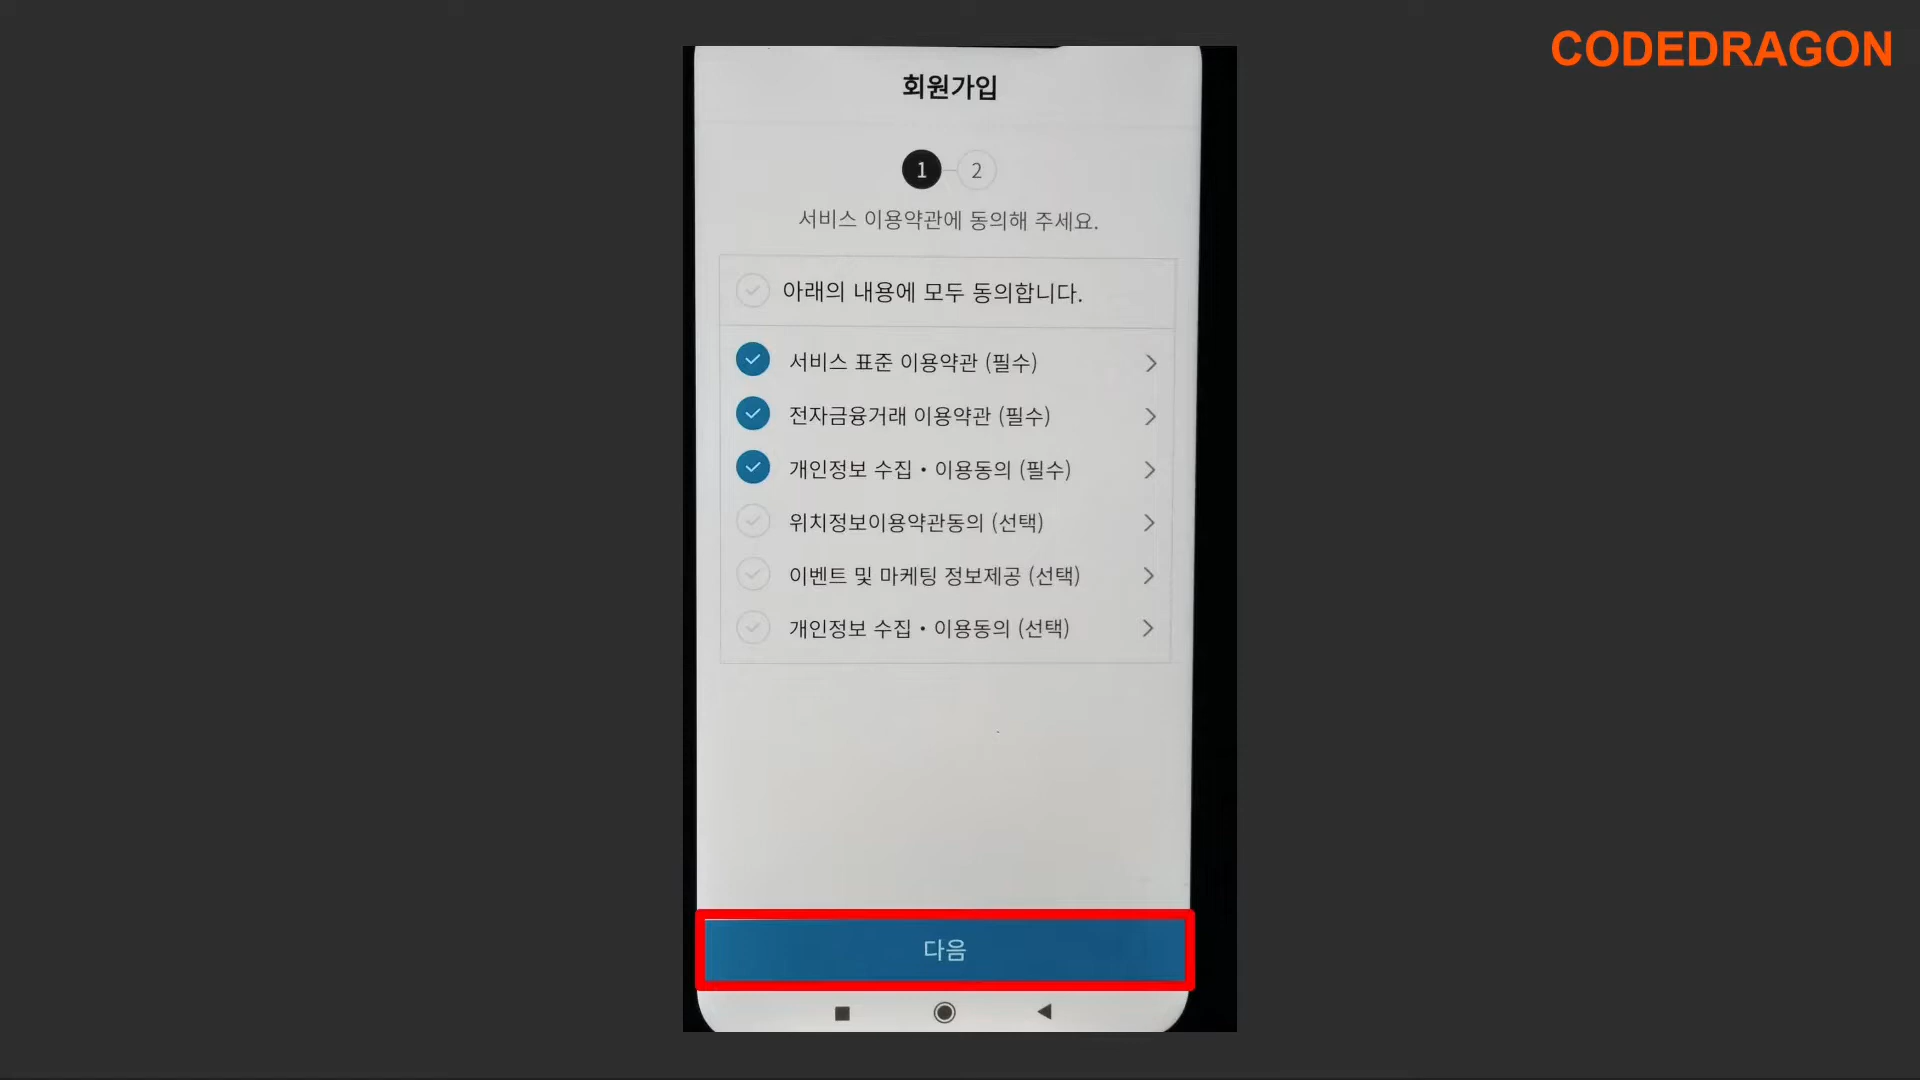 CODEDRAGON
회원가입
1 2
서비스 이용약관에 동의해 주세요.
아래의 내용에 모두 동의합니다.
서비스 표준 이용약관 (필수)
전자금융거래 이용약관 (필수)
개인정보 수집・이용동의 (필수)
위치정보이용약관동의 (선택)
이벤트 및 마케팅 정보제공 (선택)
개인정보 수집・이용동의 (선택)
다음